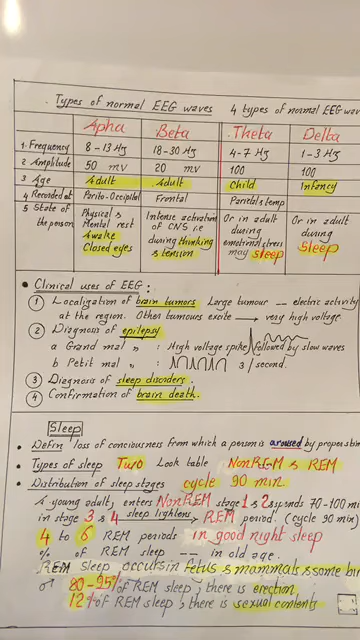 Types of normal EEG waves 4 types of normal EEG wav
Apha Beta Theta Delta
1. Frequency 8-13 Hz 18-30 Hz 4-7 Hz 1-3 Hz
2 Amplitude 50 mv 20 mv 100 100
3 Age Adult Adult Child Infancy
4 Recorded at Parito-Occipital Frontal Parietal & temp
5 State of the person Physical & Mental rest Awake Closed eyes Intense activation of CNS i.e during thinking & tension Or in adult during emotional stress may sleep Or in adult during Sleep
• Clinical uses of EEG :
① Localization of brain tumors Large tumour — electric activity
at the region. Other tumours excite → very high voltage.
② Diagnosis of epilepsy
a Grand mal " : High voltage spike followed by slow waves
b Petit mal " : 3/second.
③ Diagnosis of sleep disorders.
④ Confirmation of brain death.
Sleep
• Defin loss of conciousness from which a person is aroused by proper stim
• Types of sleep Two Look table NonREM & REM
• Distribution of sleep stages cycle 90 min
A young adult enters NonREM stage 1 & 2 spends 70-100 mi
in stage 3 & 4 sleep lightens → REM period. (cycle 90 min)
4 to 6 REM periods in good night sleep
% of REM sleep -- in old age.
REM Sleep occurs in fetus & mammals & some bir
80-25% of REM sleep, there is erection
12% of REM sleep, there is sexual contents